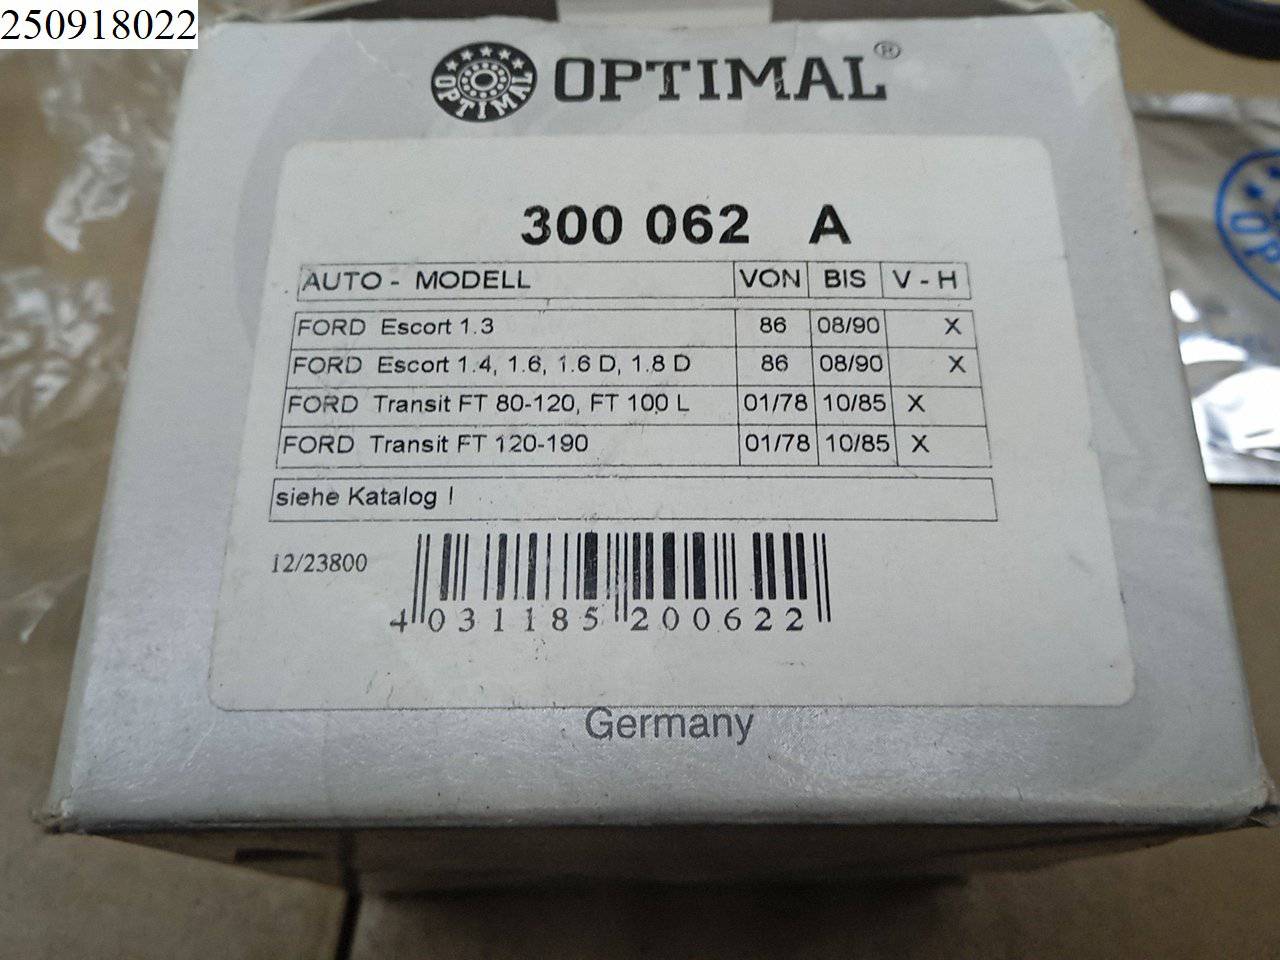 250918022
OPTIMAL
OPTIMAL®
300 062 A
AUTO - MODELL VON BIS V - H
FORD Escort 1.3 86 08/90 X
FORD Escort 1.4, 1.6, 1.6 D, 1.8 D 86 08/90 X
FORD Transit FT 80-120, FT 100 L 01/78 10/85 X
FORD Transit FT 120-190 01/78 10/85 X
siehe Katalog !
12/23800
4 031185 200622
Germany